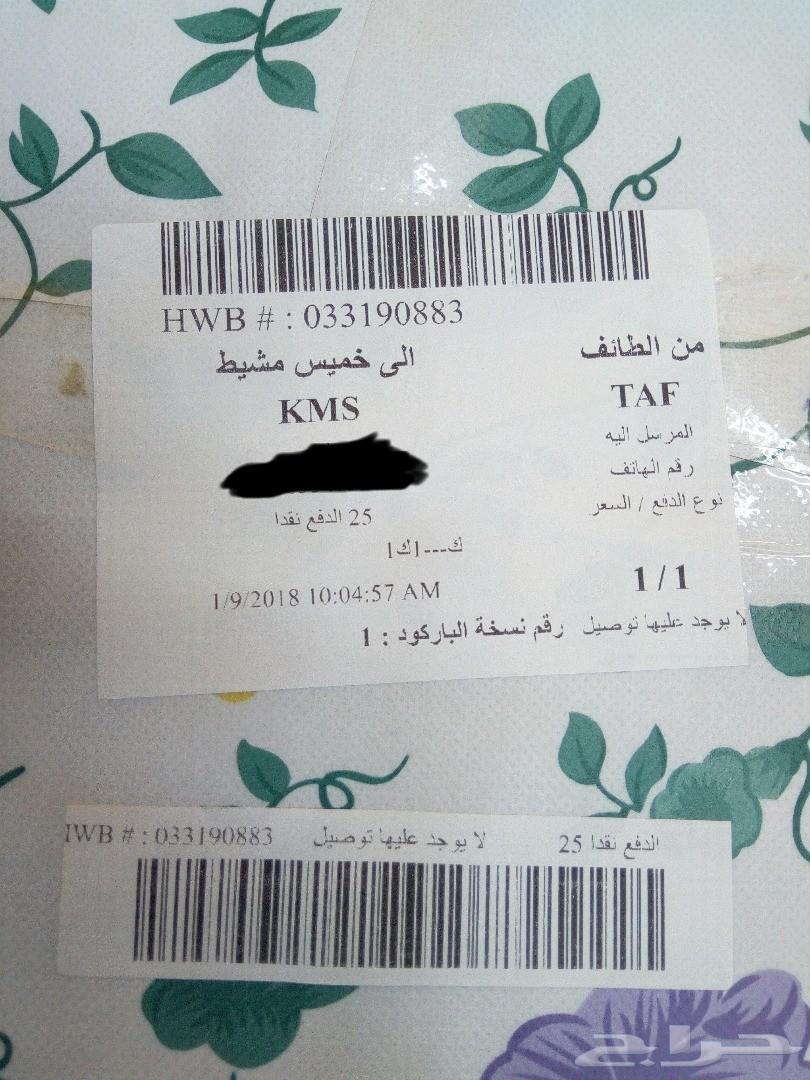 HWB # : 033190883
من الطائف الى خميس مشيط
TAF KMS
المرسل اليه
رقم الهاتف
نوع الدفع / السعر 25 الدفع نقدا
ك---اك1
1 / 1 1/9/2018 10:04:57 AM
لا يوجد عليها توصيل رقم نسخة الباركود : 1
الدفع نقدا 25 لا يوجد عليها توصيل HWB # : 033190883
حراج